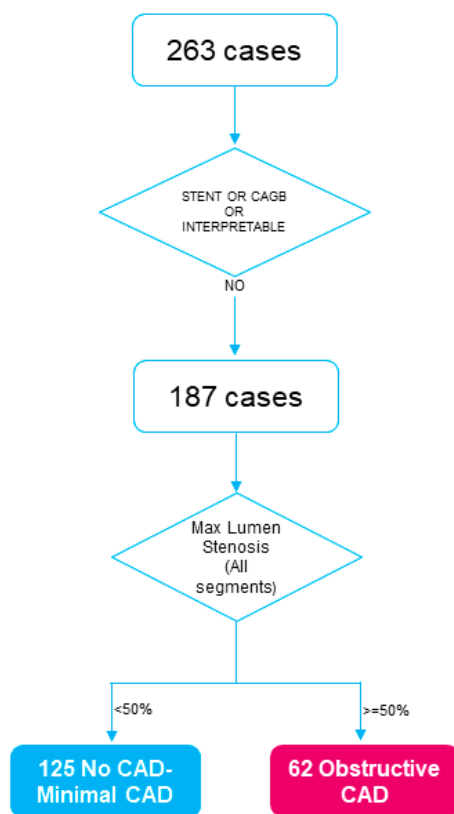 263 cases
STENT OR CAGB
OR
INTERPRETABLE
NO
187 cases
Max Lumen
Stenosis
(All
segments)
<50%
>=50%
125 No CAD-
Minimal CAD
62 Obstructive
CAD